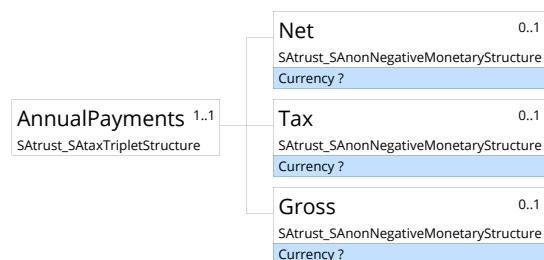 Net 0..1
SAtrust_SAnonNegativeMonetaryStructure
Currency ?
AnnualPayments 1..1
SAtrust_SAtaxTripletStructure
Tax 0..1
SAtrust_SAnonNegativeMonetaryStructure
Currency ?
Gross 0..1
SAtrust_SAnonNegativeMonetaryStructure
Currency ?